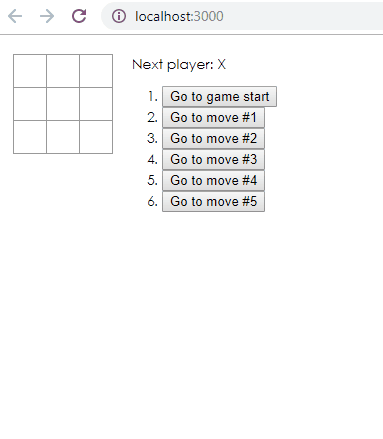 localhost:3000
Next player: X
1. Go to game start
2. Go to move #1
3. Go to move #2
4. Go to move #3
5. Go to move #4
6. Go to move #5